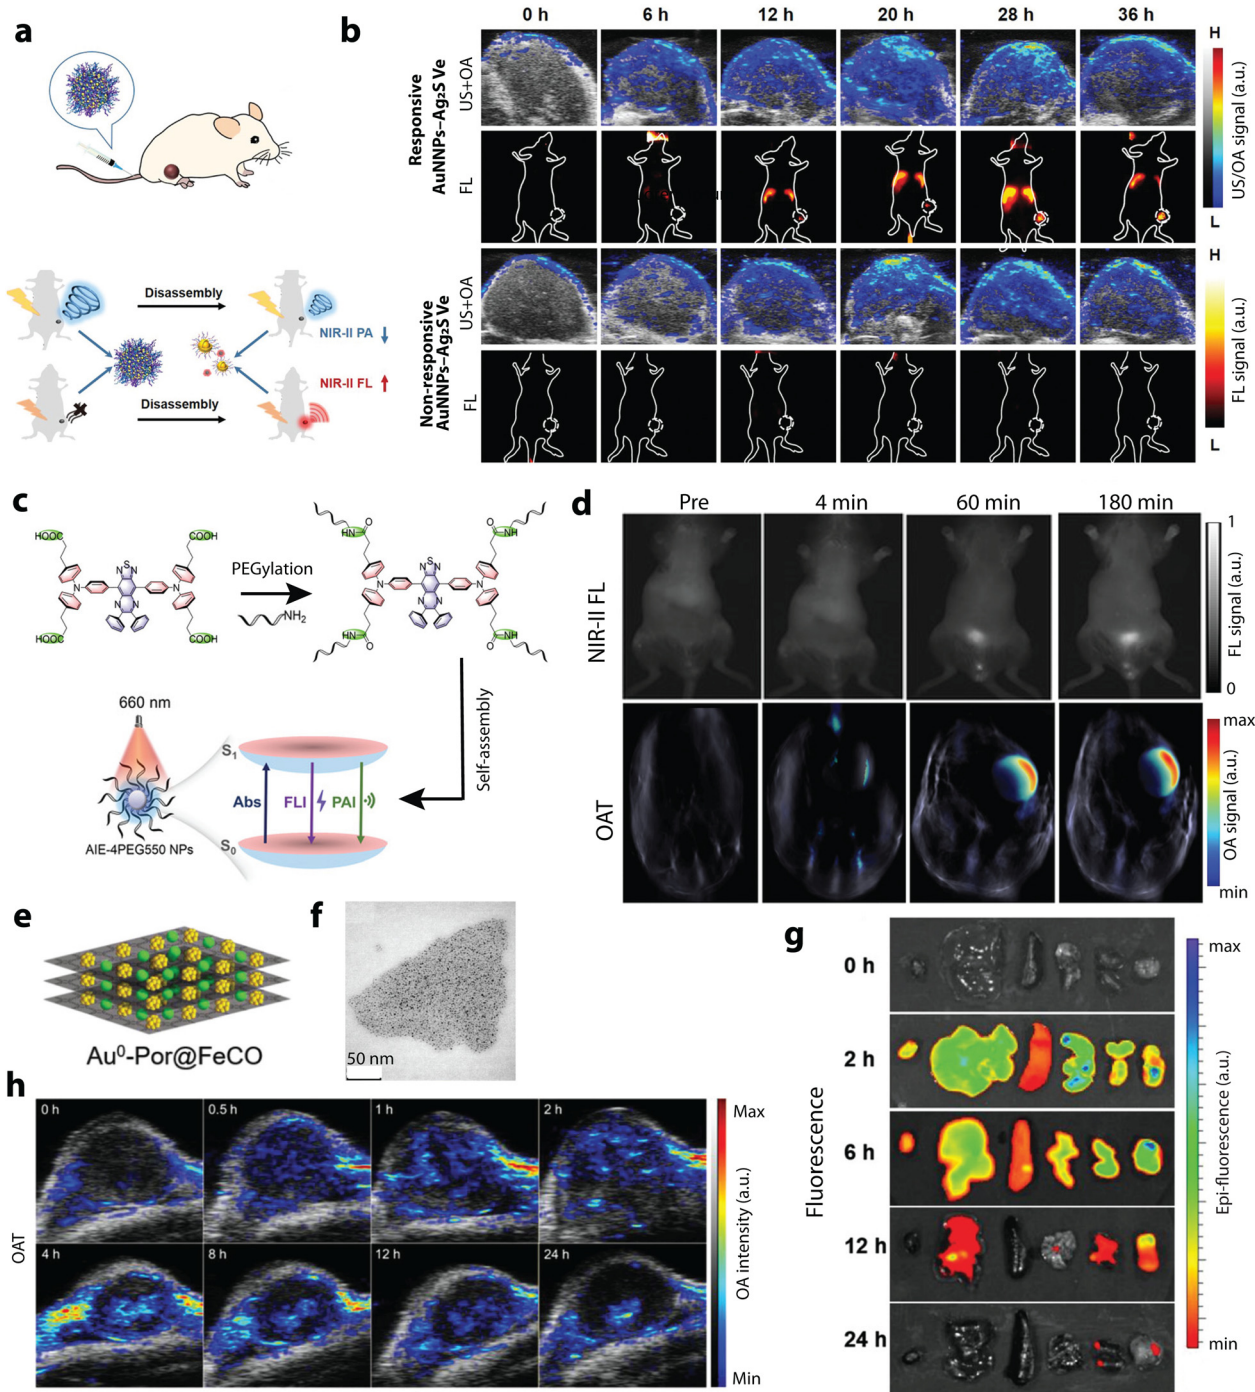 a
Disassembly
NIR-II PA
NIR-II FL
Disassembly
b
0 h
6 h
12 h
20 h
28 h
36 h
Responsive
AuNNPs–Ag₂S Ve
US+OA
FL
Non-responsive
AuNNPs–Ag₂S Ve
US+OA
FL
H
US/OA signal (a.u.)
L
H
FL signal (a.u.)
L
c
HOOC
COOH
HOOC
COOH
S
N
N
N
N
N
N
PEGylation
NH₂
HN
O
O
NH
S
N
N
N
N
N
N
HN
O
O
NH
Self-assembly
660 nm
AIE-4PEG550 NPs
S₁
Abs
FLI
PAI
S₀
d
Pre
4 min
60 min
180 min
NIR-II FL
OAT
1
FL signal (a.u.)
0
max
OA signal (a.u.)
min
e
Au⁰-Por@FeCO
f
50 nm
g
0 h
2 h
6 h
12 h
24 h
Fluorescence
max
Epi-fluorescence (a.u.)
min
h
0 h
0.5 h
1 h
2 h
4 h
8 h
12 h
24 h
OAT
Max
OA intensity (a.u.)
Min